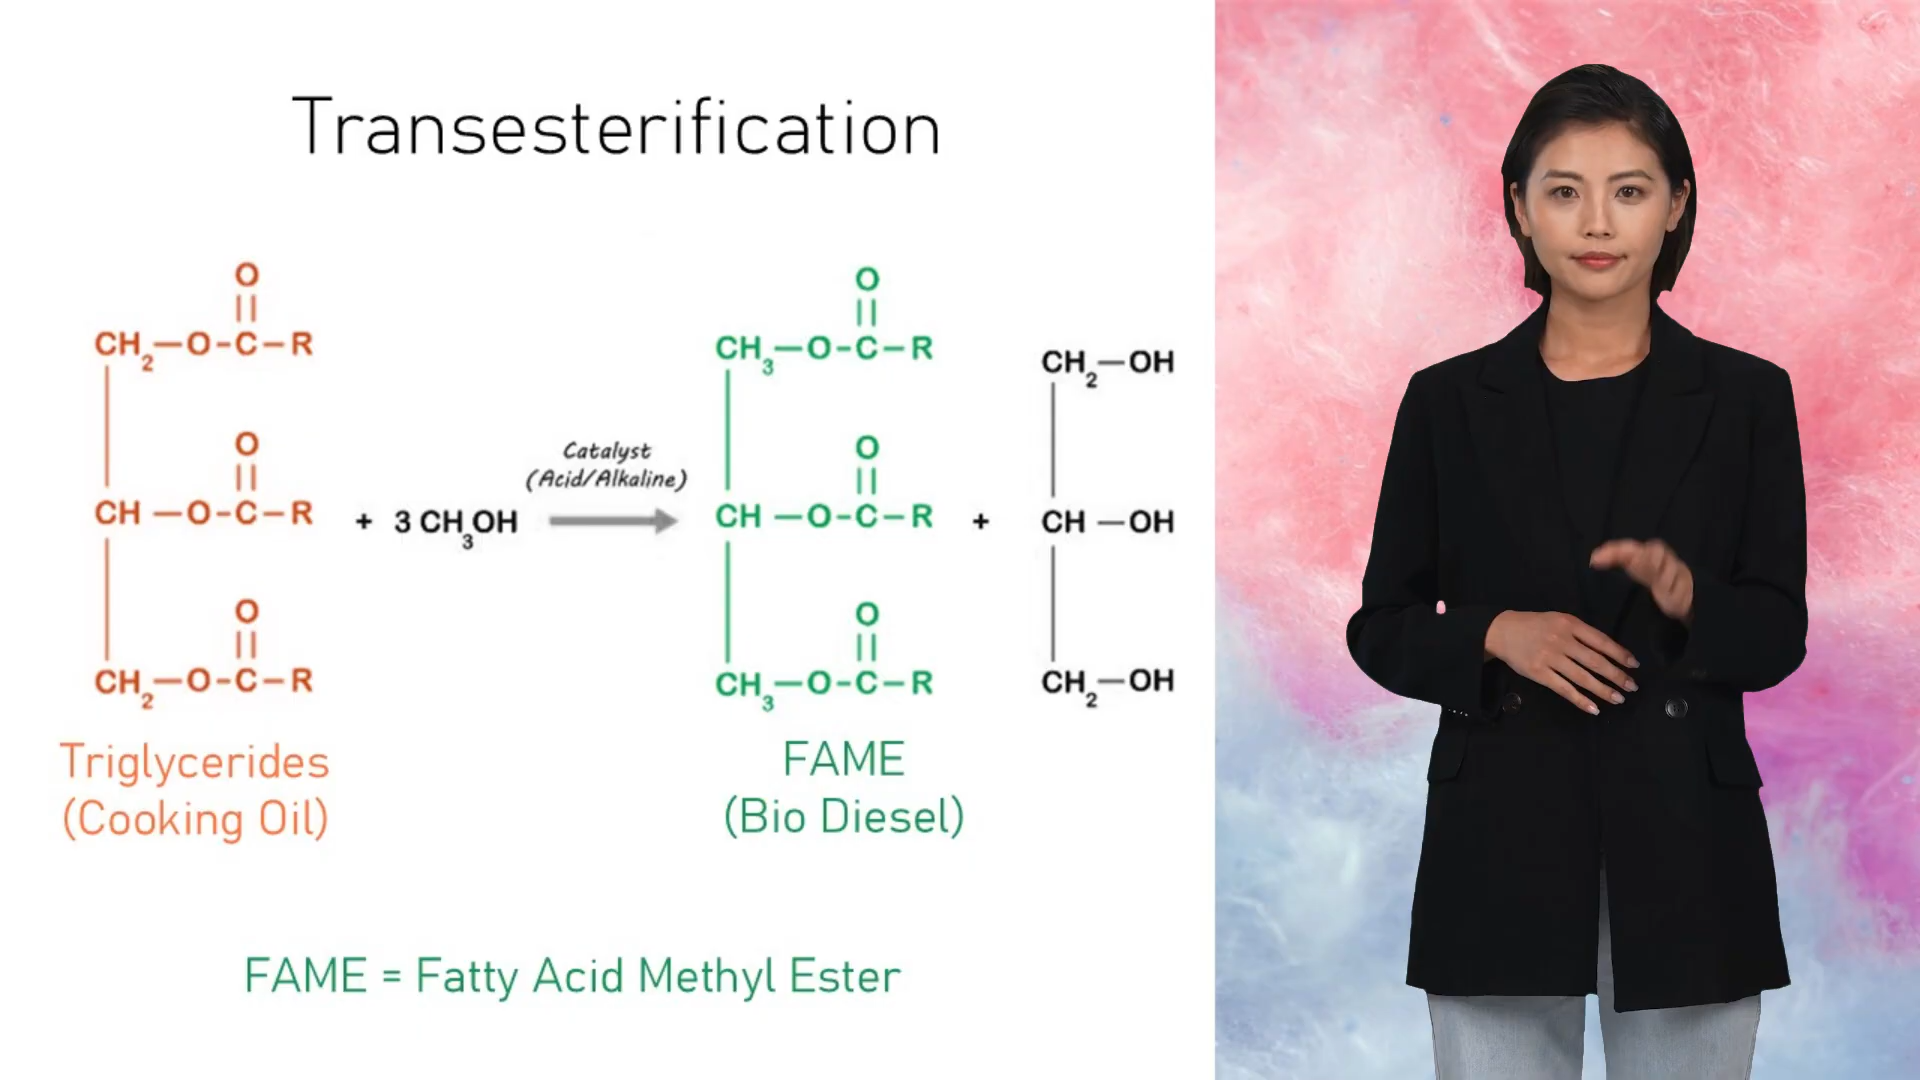 Transesterification
O
||
CH₂—O-C-R
O
||
CH—O-C-R
O
||
CH₂—O-C-R
+ 3 CH₃OH
Catalyst
(Acid/Alkaline)
O
||
CH₃—O-C-R
O
||
CH—O-C-R
O
||
CH₃—O-C-R
+
CH₂—OH
CH—OH
CH₂—OH
Triglycerides
(Cooking Oil)
FAME
(Bio Diesel)
FAME = Fatty Acid Methyl Ester